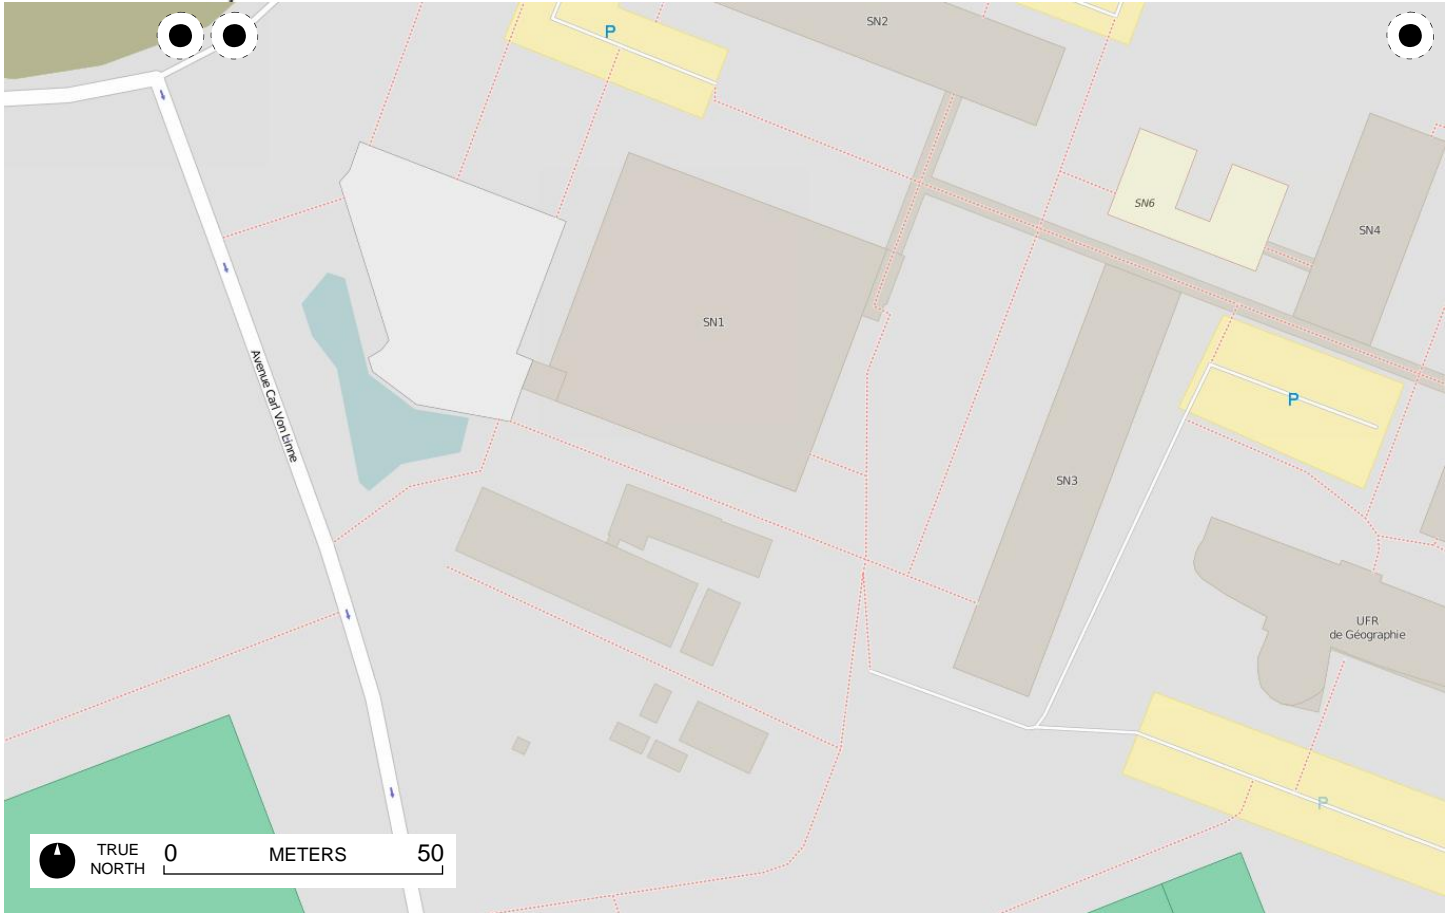 SN2
P
SN6
SN4
SN1
Avenue Carl Von Linne
P
SN3
UFR
de Géographie
P
TRUE
NORTH
0 METERS 50